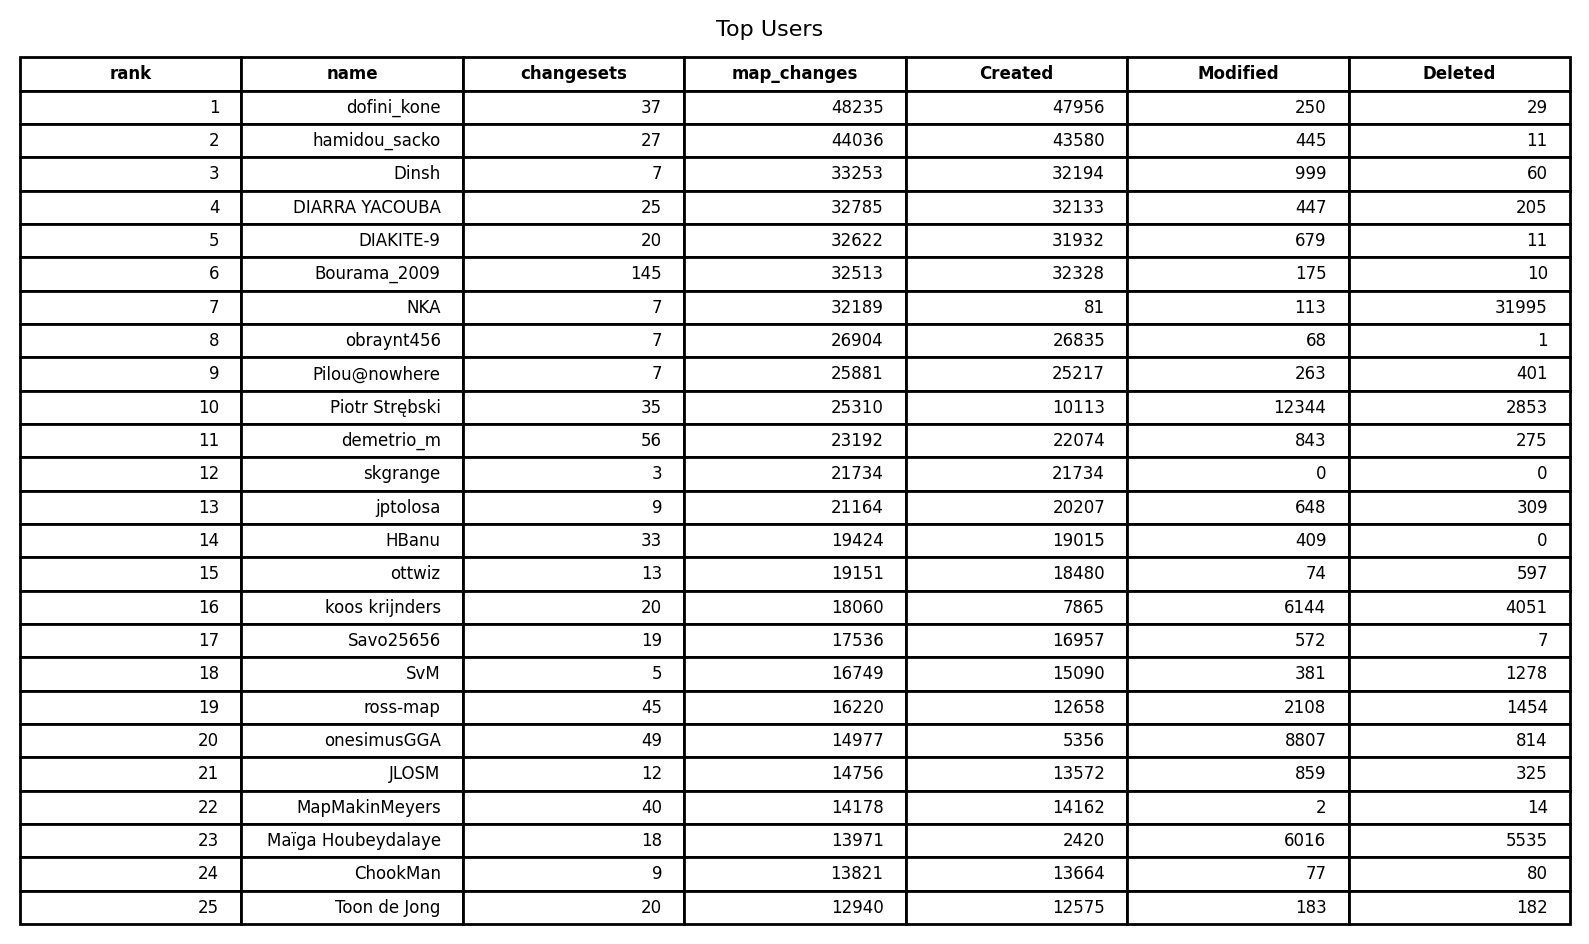 Top Users
rank name changesets map_changes Created Modified Deleted
1 dofini_kone 37 48235 47956 250 29
2 hamidou_sacko 27 44036 43580 445 11
3 Dinsh 7 33253 32194 999 60
4 DIARRA YACOUBA 25 32785 32133 447 205
5 DIAKITE-9 20 32622 31932 679 11
6 Bourama_2009 145 32513 32328 175 10
7 NKA 7 32189 81 113 31995
8 obraynt456 7 26904 26835 68 1
9 Pilou@nowhere 7 25881 25217 263 401
10 Piotr Strębski 35 25310 10113 12344 2853
11 demetrio_m 56 23192 22074 843 275
12 skgrange 3 21734 21734 0 0
13 jptolosa 9 21164 20207 648 309
14 HBanu 33 19424 19015 409 0
15 ottwiz 13 19151 18480 74 597
16 koos krijnders 20 18060 7865 6144 4051
17 Savo25656 19 17536 16957 572 7
18 SvM 5 16749 15090 381 1278
19 ross-map 45 16220 12658 2108 1454
20 onesimusGGA 49 14977 5356 8807 814
21 JLOSM 12 14756 13572 859 325
22 MapMakinMeyers 40 14178 14162 2 14
23 Maïga Houbeydalaye 18 13971 2420 6016 5535
24 ChookMan 9 13821 13664 77 80
25 Toon de Jong 20 12940 12575 183 182